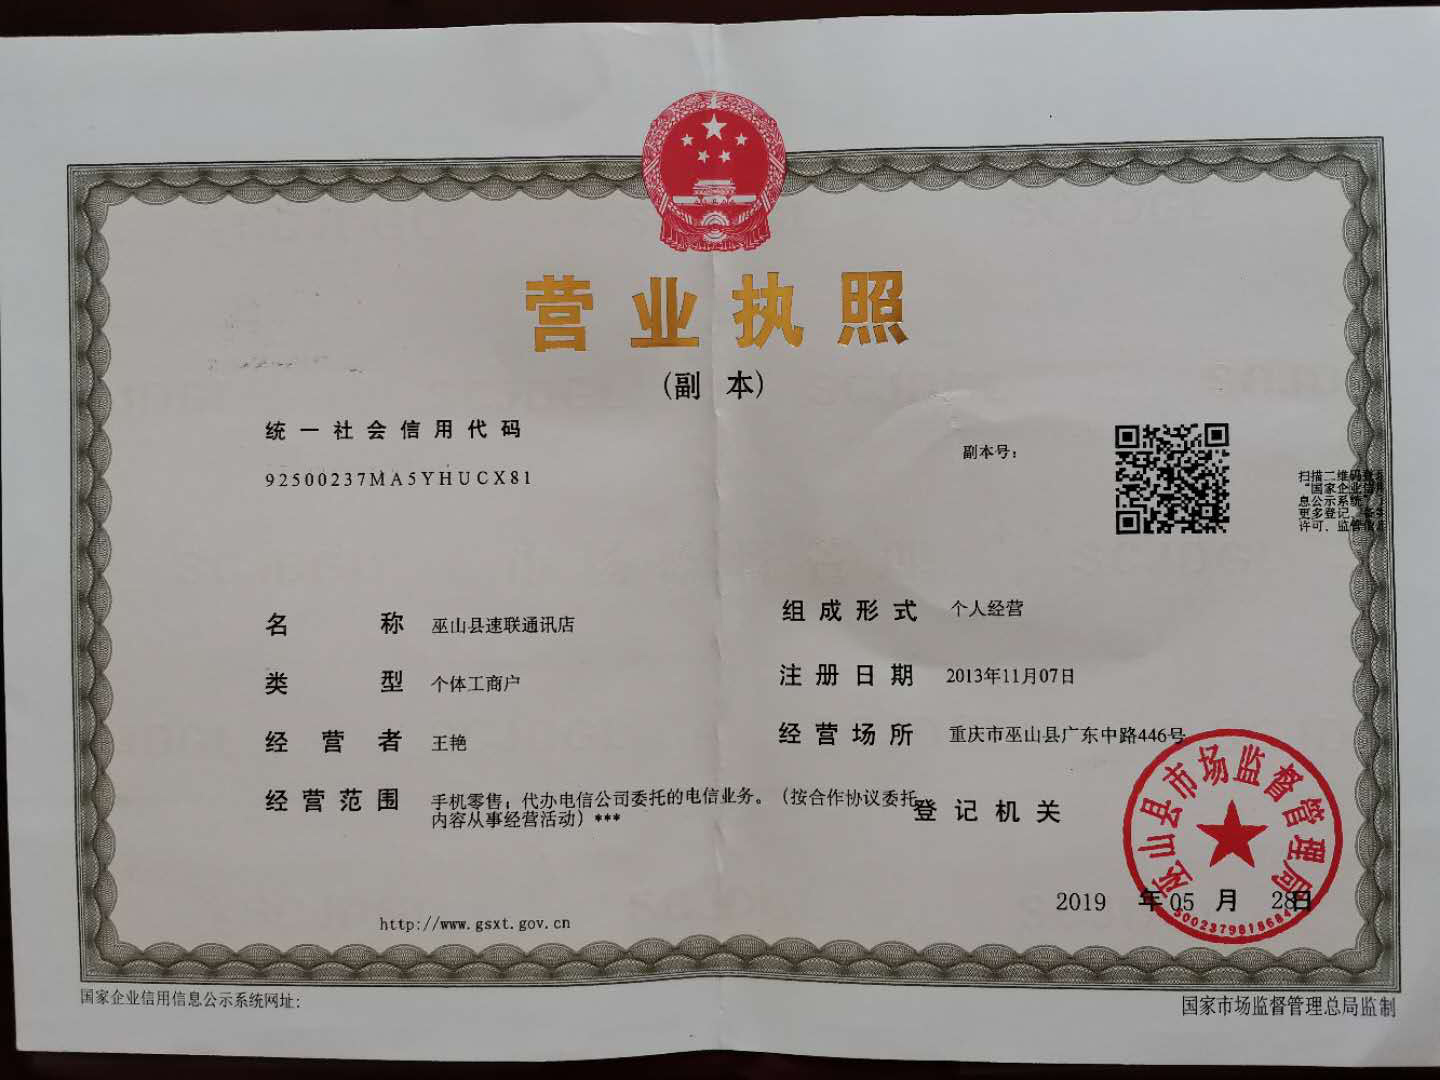 营业执照
(副 本)
统一社会信用代码
92500237MA5YHUCX81
副本号：
扫描二维码
"国家企业信
息公示系统"
更多登记、备
许可、监管信
名称 巫山县速联通讯店
类型 个体工商户
经营者 王艳
经营范围 手机零售；代办电信公司委托的电信业务。（按合作协议委托
内容从事经营活动）***
组成形式 个人经营
注册日期 2013年11月07日
经营场所 重庆市巫山县广东中路446号
登记机关
巫山县市场监督管理局
2019 年 05 月 28日
http://www.gsxt.gov.cn
国家企业信用信息公示系统网址:
国家市场监督管理总局监制